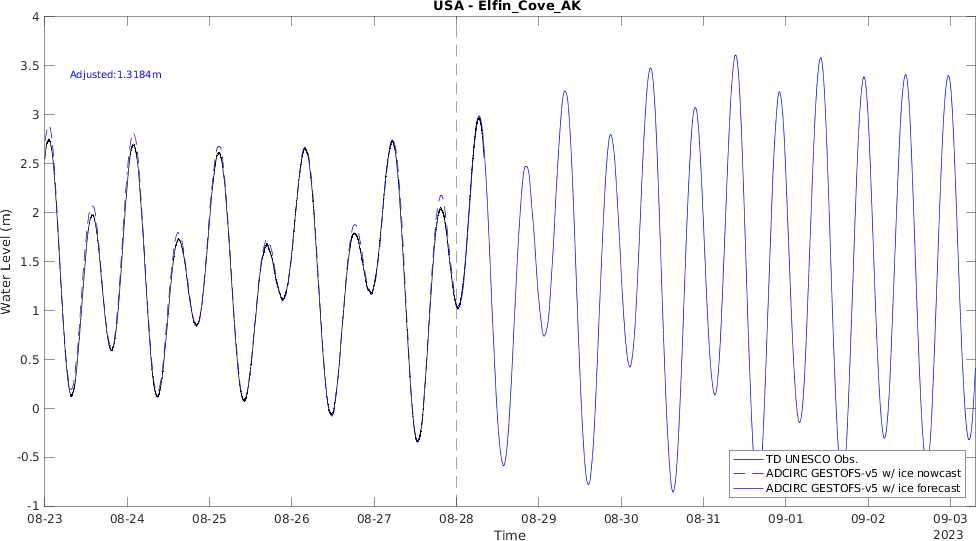 USA - Elfin_Cove_AK
Adjusted:1.3184m
Water Level (m)
4
3.5
3
2.5
2
1.5
1
0.5
0
-0.5
-1
TD UNESCO Obs.
ADCIRC GESTOFS-v5 w/ ice nowcast
ADCIRC GESTOFS-v5 w/ ice forecast
08-23 08-24 08-25 08-26 08-27 08-28 08-29 08-30 08-31 09-01 09-02 09-03
Time
2023